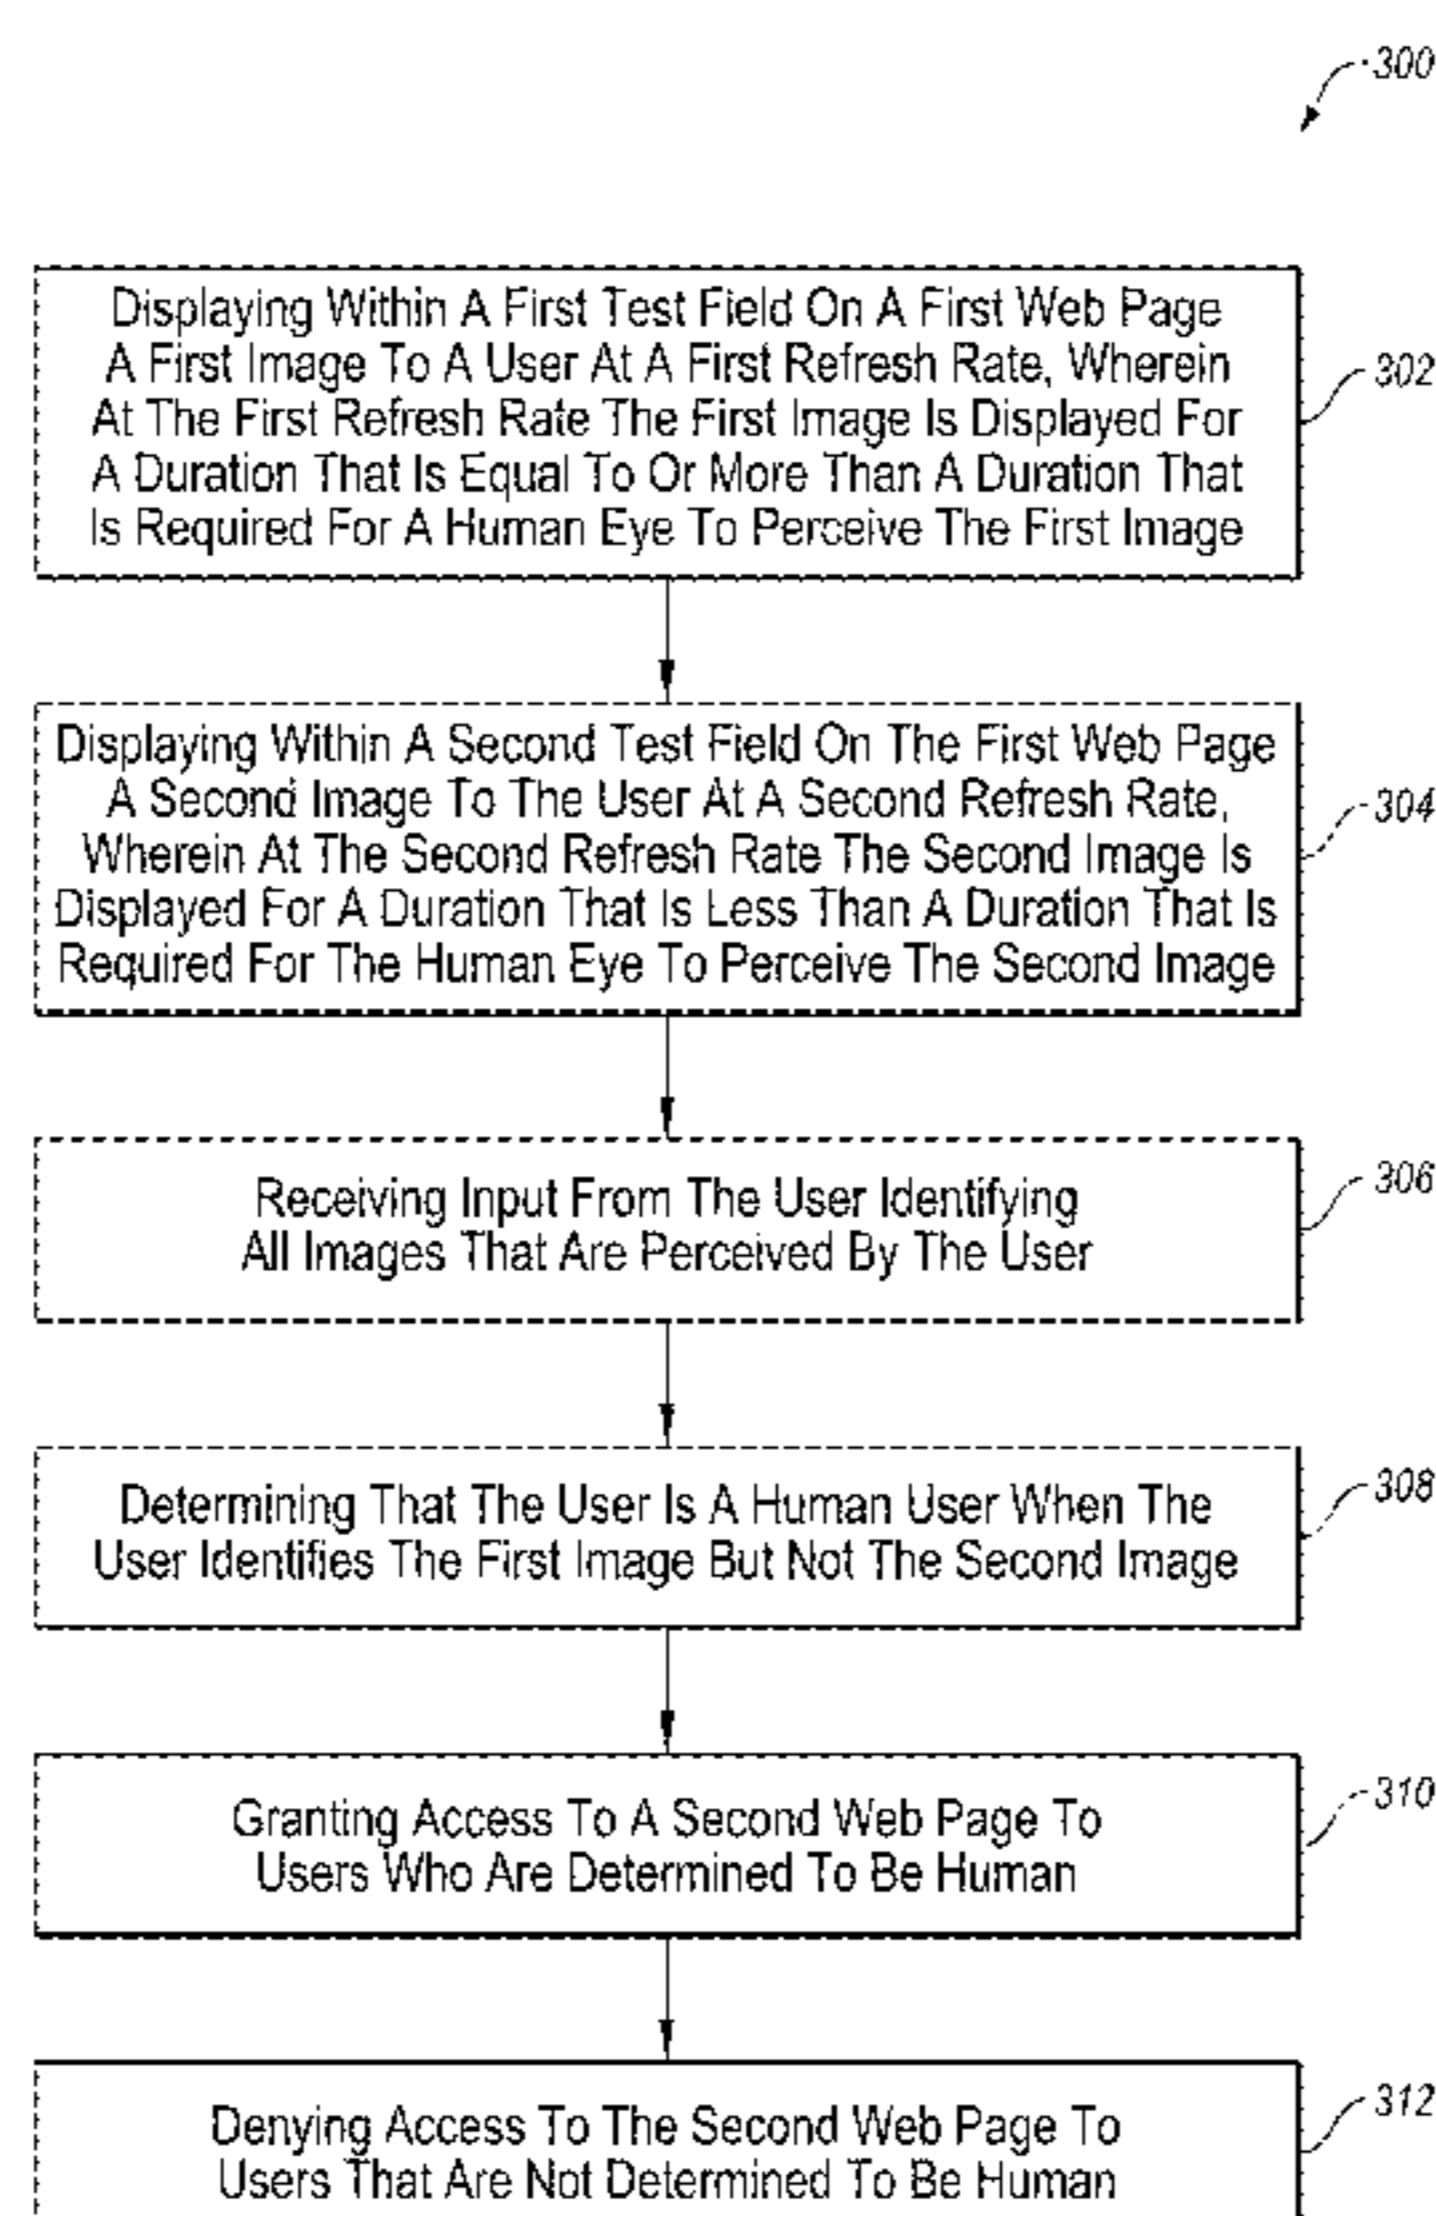 300
Displaying Within A First Test Field On A First Web Page
A First Image To A User At A First Refresh Rate, Wherein
At The First Refresh Rate The First Image Is Displayed For
A Duration That Is Equal To Or More Than A Duration That
Is Required For A Human Eye To Perceive The First Image
302
Displaying Within A Second Test Field On The First Web Page
A Second Image To The User At A Second Refresh Rate,
Wherein At The Second Refresh Rate The Second Image Is
Displayed For A Duration That Is Less Than A Duration That Is
Required For The Human Eye To Perceive The Second Image
304
Receiving Input From The User Identifying
All Images That Are Perceived By The User
306
Determining That The User Is A Human User When The
User Identifies The First Image But Not The Second Image
308
Granting Access To A Second Web Page To
Users Who Are Determined To Be Human
310
Denying Access To The Second Web Page To
Users That Are Not Determined To Be Human
312